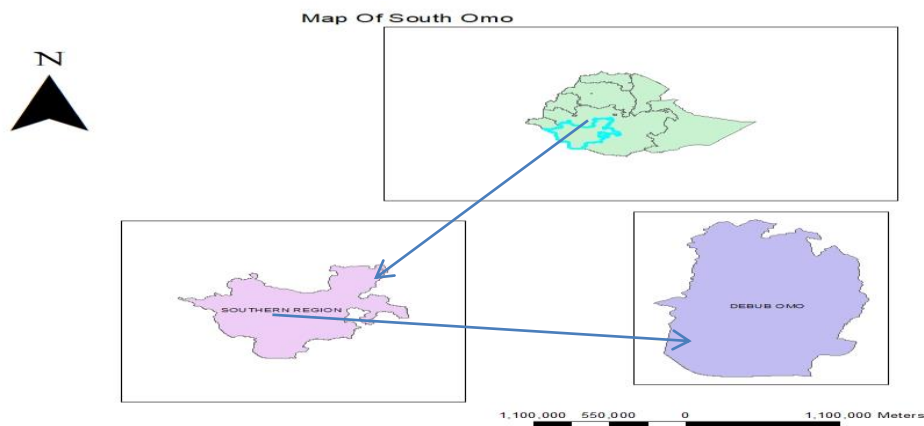 Map Of South Omo
N
SOUTHERN REGION
DEBUB OMO
1,100,000 550,000 0 1,100,000 Meters